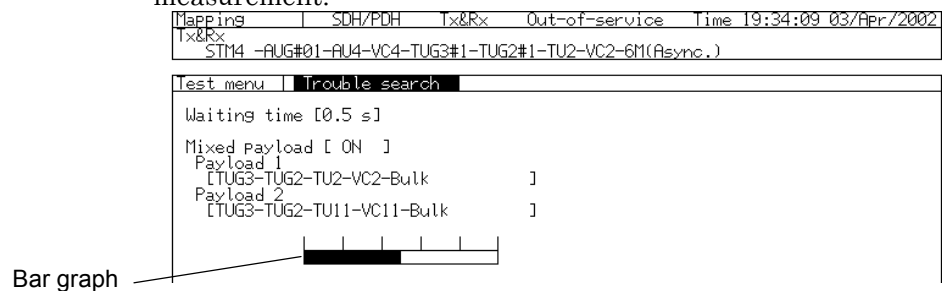 measurement.
Mapping | SDH/PDH Tx&Rx Out-of-service Time 19:34:09 03/Apr/2002
Tx&Rx
STM4 -AUG#01-AU4-VC4-TUG3#1-TUG2#1-TU2-VC2-6M(Async.)
Test menu | Trouble search
Waiting time [0.5 s]
Mixed Payload [ ON ]
Payload 1
[TUG3-TUG2-TU2-VC2-Bulk ]
Payload 2
[TUG3-TUG2-TU11-VC11-Bulk ]
Bar graph